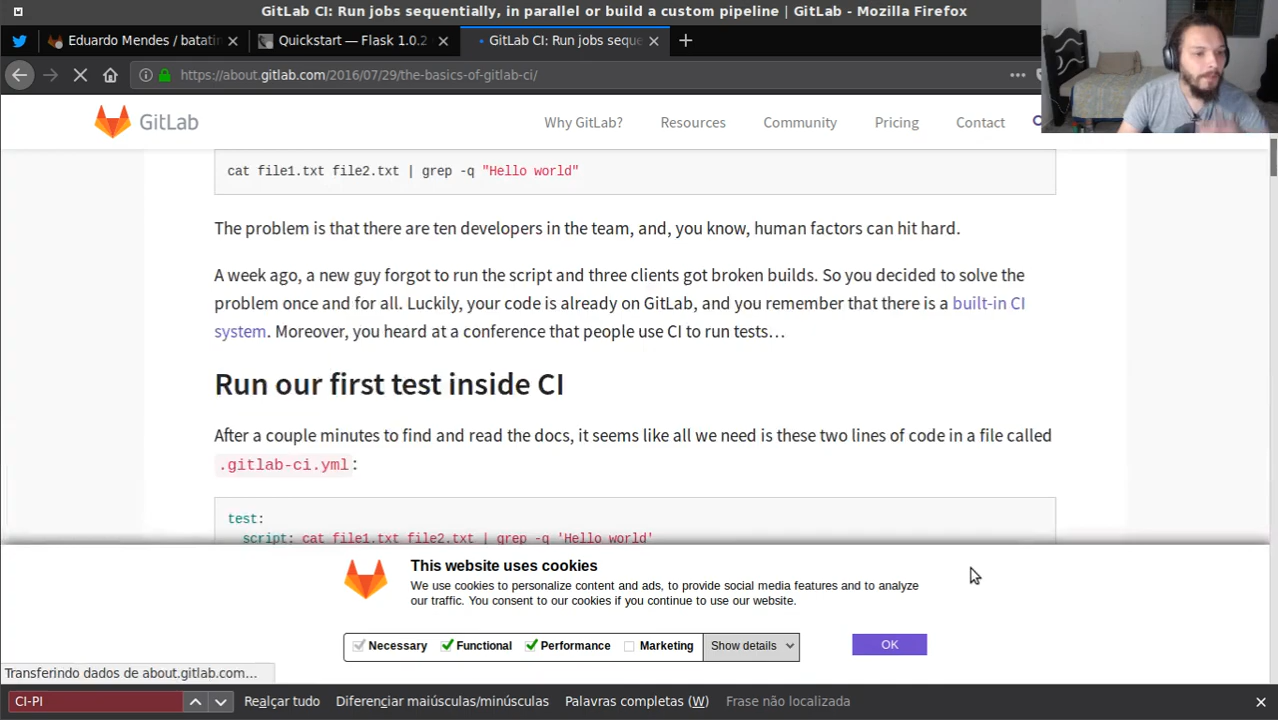 GitLab CI: Run jobs sequentially, in parallel or build a custom pipeline | GitLab - Mozilla Firefox
Eduardo Mendes / batatin
Quickstart — Flask 1.0.2
GitLab CI: Run jobs seque
https://about.gitlab.com/2016/07/29/the-basics-of-gitlab-ci/
GitLab
Why GitLab?
Resources
Community
Pricing
Contact
cat file1.txt file2.txt | grep -q "Hello world"
The problem is that there are ten developers in the team, and, you know, human factors can hit hard.
A week ago, a new guy forgot to run the script and three clients got broken builds. So you decided to solve the
problem once and for all. Luckily, your code is already on GitLab, and you remember that there is a built-in CI
system. Moreover, you heard at a conference that people use CI to run tests…
Run our first test inside CI
After a couple minutes to find and read the docs, it seems like all we need is these two lines of code in a file called
.gitlab-ci.yml:
test:
script: cat file1.txt file2.txt | grep -q 'Hello world'
This website uses cookies
We use cookies to personalize content and ads, to provide social media features and to analyze
our traffic. You consent to our cookies if you continue to use our website.
Necessary
Functional
Performance
Marketing
Show details
OK
Transferindo dados de about.gitlab.com…
CI-PI
Realçar tudo
Diferenciar maiúsculas/minúsculas
Palavras completas (W)
Frase não localizada